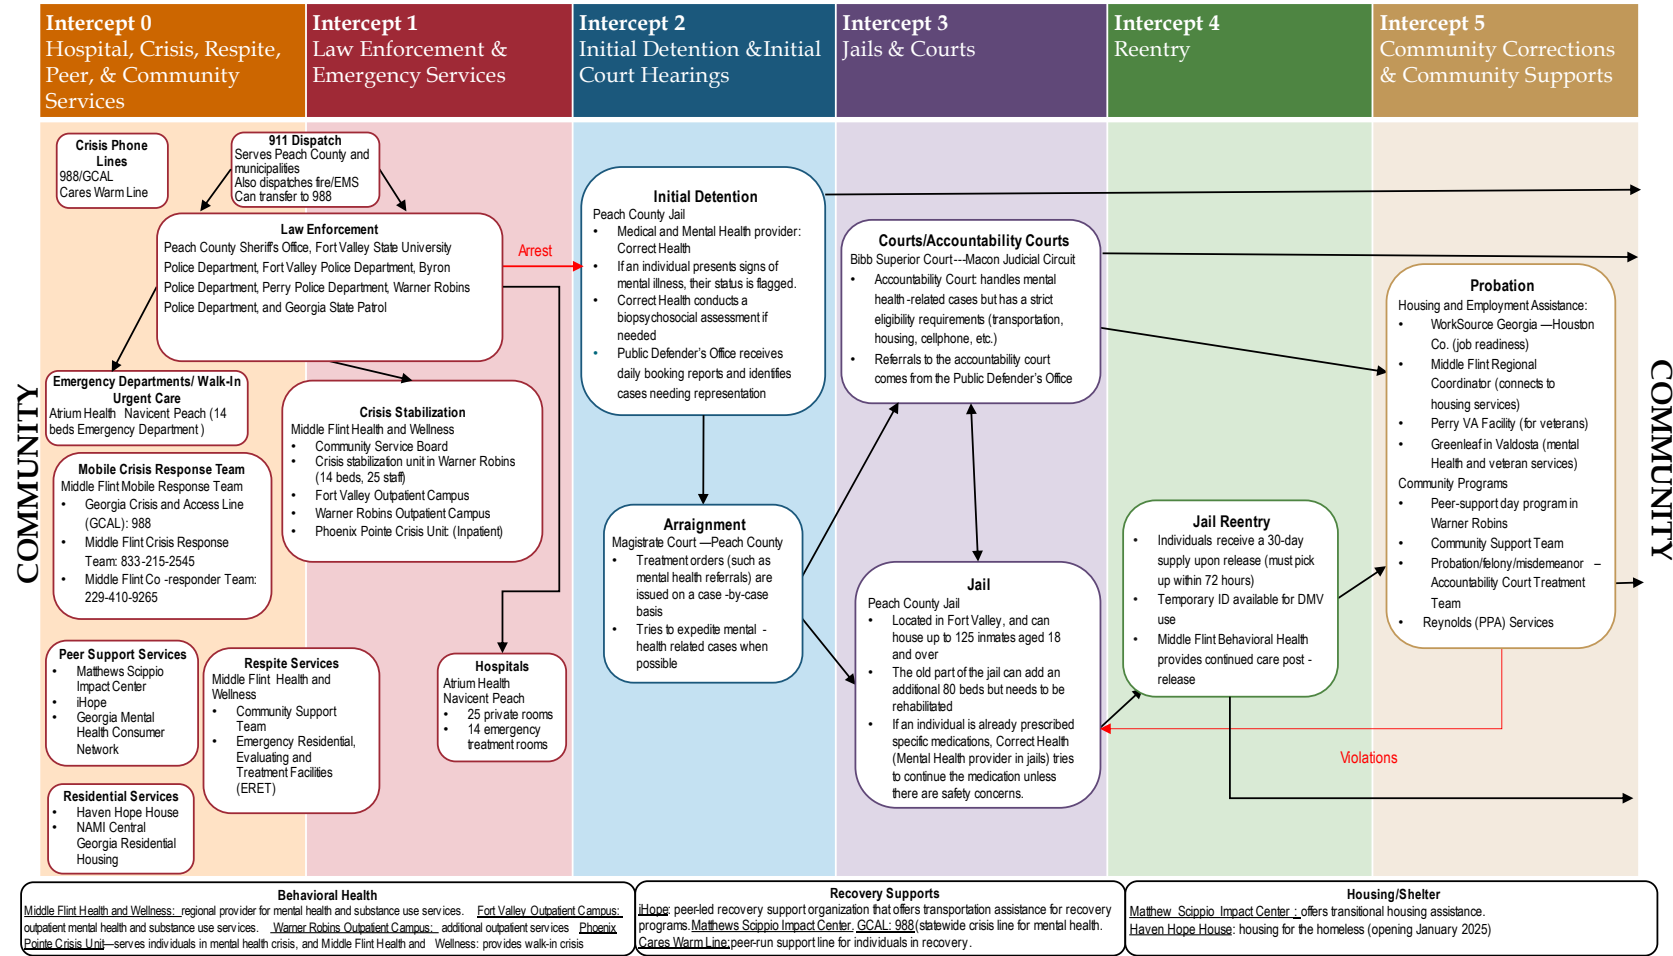 Intercept 0
Hospital, Crisis, Respite,
Peer, & Community
Services
Intercept 1
Law Enforcement &
Emergency Services
Intercept 2
Initial Detention &Initial
Court Hearings
Intercept 3
Jails & Courts
Intercept 4
Reentry
Intercept 5
Community Corrections
& Community Supports
COMMUNITY
Crisis Phone
Lines
988/GCAL
Cares Warm Line
911 Dispatch
Serves Peach County and
municipalities
Also dispatches fire/EMS
Can transfer to 988
Law Enforcement
Peach County Sheriff's Office, Fort Valley State University
Police Department, Fort Valley Police Department, Byron
Police Department, Perry Police Department, Warner Robins
Police Department, and Georgia State Patrol
Arrest
Emergency Departments/ Walk-In
Urgent Care
Atrium Health Navicent Peach (14
beds Emergency Department )
Crisis Stabilization
Middle Flint Health and Wellness
• Community Service Board
• Crisis stabilization unit in Warner Robins
(14 beds, 25 staff)
• Fort Valley Outpatient Campus
• Warner Robins Outpatient Campus
• Phoenix Pointe Crisis Unit: (Inpatient)
Mobile Crisis Response Team
Middle Flint Mobile Response Team
• Georgia Crisis and Access Line
(GCAL): 988
• Middle Flint Crisis Response
Team: 833-215-2545
• Middle Flint Co -responder Team:
229-410-9265
Peer Support Services
• Matthews Scippio
Impact Center
• iHope
• Georgia Mental
Health Consumer
Network
Respite Services
Middle Flint Health and
Wellness
• Community Support
Team
• Emergency Residential,
Evaluating and
Treatment Facilities
(ERET)
Hospitals
Atrium Health
Navicent Peach
• 25 private rooms
• 14 emergency
treatment rooms
Residential Services
• Haven Hope House
• NAMI Central
Georgia Residential
Housing
Initial Detention
Peach County Jail
• Medical and Mental Health provider:
Correct Health
• If an individual presents signs of
mental illness, their status is flagged.
• Correct Health conducts a
biopsychosocial assessment if
needed
• Public Defender's Office receives
daily booking reports and identifies
cases needing representation
Arraignment
Magistrate Court —Peach County
• Treatment orders (such as
mental health referrals) are
issued on a case -by-case
basis
• Tries to expedite mental -
health related cases when
possible
Courts/Accountability Courts
Bibb Superior Court---Macon Judicial Circuit
• Accountability Court: handles mental
health -related cases but has a strict
eligibility requirements (transportation,
housing, cellphone, etc.)
• Referrals to the accountability court
comes from the Public Defender's Office
Jail
Peach County Jail
• Located in Fort Valley, and can
house up to 125 inmates aged 18
and over
• The old part of the jail can add an
additional 80 beds but needs to be
rehabilitated
• If an individual is already prescribed
specific medications, Correct Health
(Mental Health provider in jails) tries
to continue the medication unless
there are safety concerns.
Jail Reentry
• Individuals receive a 30-day
supply upon release (must pick
up within 72 hours)
• Temporary ID available for DMV
use
• Middle Flint Behavioral Health
provides continued care post -
release
Probation
Housing and Employment Assistance:
• WorkSource Georgia —Houston
Co. (job readiness)
• Middle Flint Regional
Coordinator (connects to
housing services)
• Perry VA Facility (for veterans)
• Greenleaf in Valdosta (mental
Health and veteran services)
Community Programs
• Peer-support day program in
Warner Robins
• Community Support Team
• Probation/felony/misdemeanor –
Accountability Court Treatment
Team
• Reynolds (PPA) Services
Violations
COMMUNITY
Behavioral Health
Middle Flint Health and Wellness: regional provider for mental health and substance use services. Fort Valley Outpatient Campus:
outpatient mental health and substance use services. Warner Robins Outpatient Campus: additional outpatient services Phoenix
Pointe Crisis Unit—serves individuals in mental health crisis, and Middle Flint Health and Wellness: provides walk-in crisis
Recovery Supports
iHope: peer-led recovery support organization that offers transportation assistance for recovery
programs. Matthews Scippio Impact Center. GCAL: 988 (statewide crisis line for mental health.
Cares Warm Line: peer-run support line for individuals in recovery.
Housing/Shelter
Matthew Scippio Impact Center : offers transitional housing assistance.
Haven Hope House: housing for the homeless (opening January 2025)